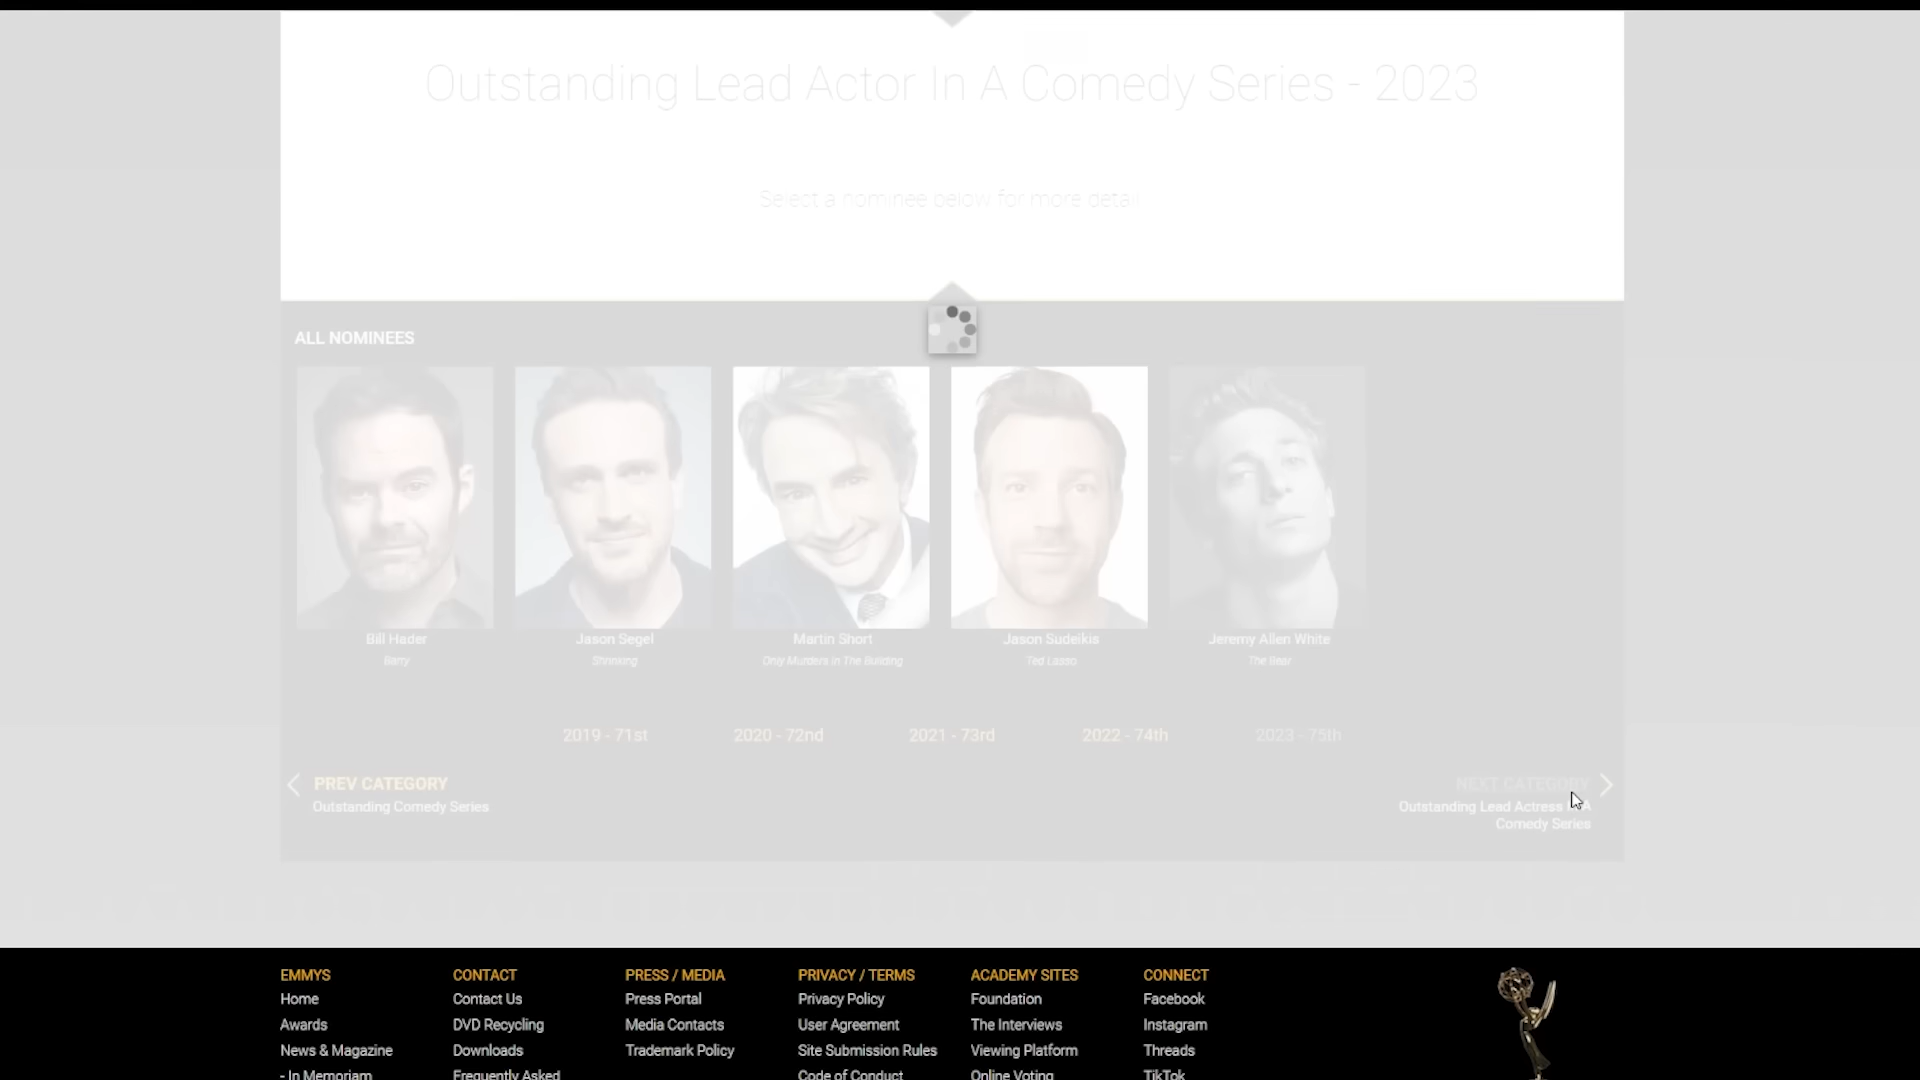 Outstanding Lead Actor In A Comedy Series - 2023
Select a nominee below for more detail
ALL NOMINEES
Bill Hader
Barry
Jason Segel
Shrinking
Martin Short
Only Murders In The Building
Jason Sudeikis
Ted Lasso
Jeremy Allen White
The Bear
2019 - 71st
2020 - 72nd
2021 - 73rd
2022 - 74th
2023 - 75th
PREV CATEGORY
Outstanding Comedy Series
NEXT CATEGORY
Outstanding Lead Actress In A
Comedy Series
EMMYS
Home
Awards
News & Magazine
- In Memoriam
CONTACT
Contact Us
DVD Recycling
Downloads
Frequently Asked
PRESS / MEDIA
Press Portal
Media Contacts
Trademark Policy
PRIVACY / TERMS
Privacy Policy
User Agreement
Site Submission Rules
Code of Conduct
ACADEMY SITES
Foundation
The Interviews
Viewing Platform
Online Voting
CONNECT
Facebook
Instagram
Threads
TikTok